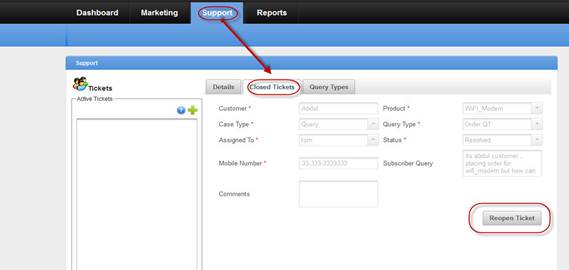 Dashboard Marketing Support Reports
Support
Tickets
Active Tickets
Details Closed Tickets Query Types
Customer * Abdul Product * WiFi_Modem
Case Type * Query Query Type * Order QT
Assigned To * tom Status * Resolved
Mobile Number * 33-333-3333333 Subscriber Query its abdul customer ..
placing order for
wifi_modem but how can
Comments
Reopen Ticket